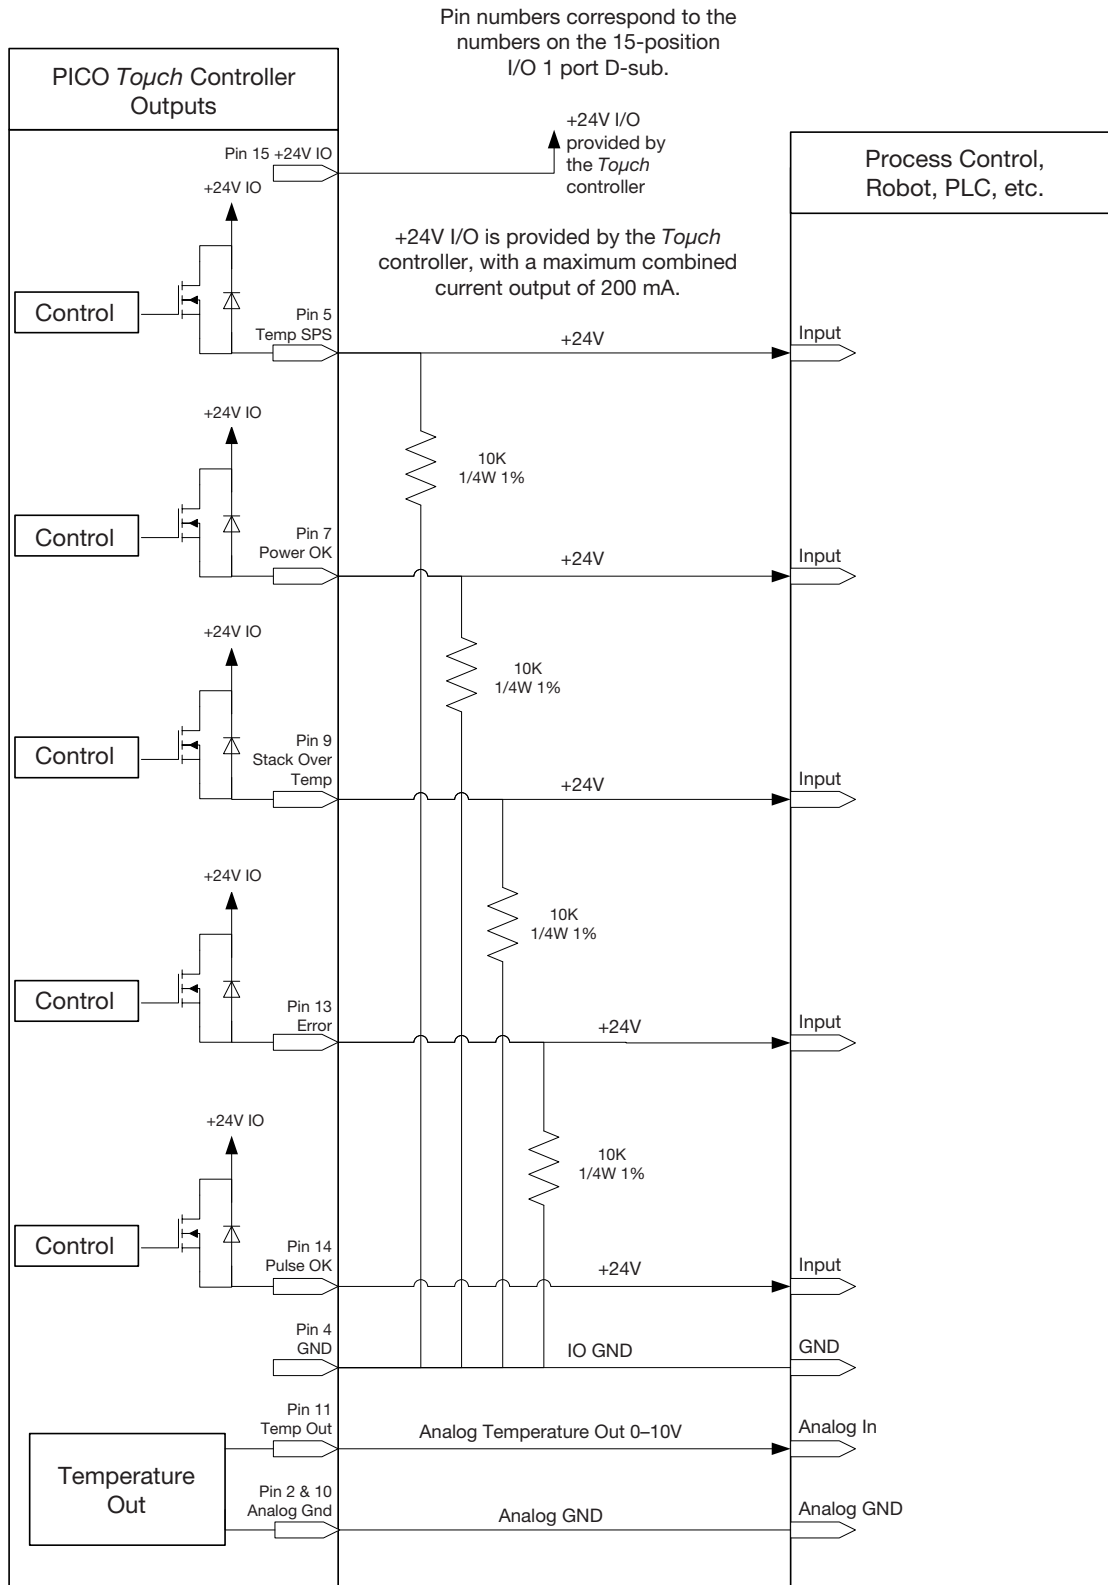 Pin numbers correspond to the
numbers on the 15-position
I/O 1 port D-sub.
PICO Toµch Controller
Outputs
Pin 15 +24V IO
+24V I/O
provided by
the Toµch
controller
Process Control,
Robot, PLC, etc.
+24V IO
+24V I/O is provided by the Toµch
controller, with a maximum combined
current output of 200 mA.
Control
Pin 5
Temp SPS
+24V
Input
+24V IO
10K
1/4W 1%
Control
Pin 7
Power OK
+24V
Input
+24V IO
10K
1/4W 1%
Control
Pin 9
Stack Over
Temp
+24V
Input
+24V IO
10K
1/4W 1%
Control
Pin 13
Error
+24V
Input
+24V IO
10K
1/4W 1%
Control
Pin 14
Pulse OK
+24V
Input
Pin 4
GND
IO GND
GND
Pin 11
Temp Out
Analog Temperature Out 0–10V
Analog In
Temperature
Out
Pin 2 & 10
Analog Gnd
Analog GND
Analog GND